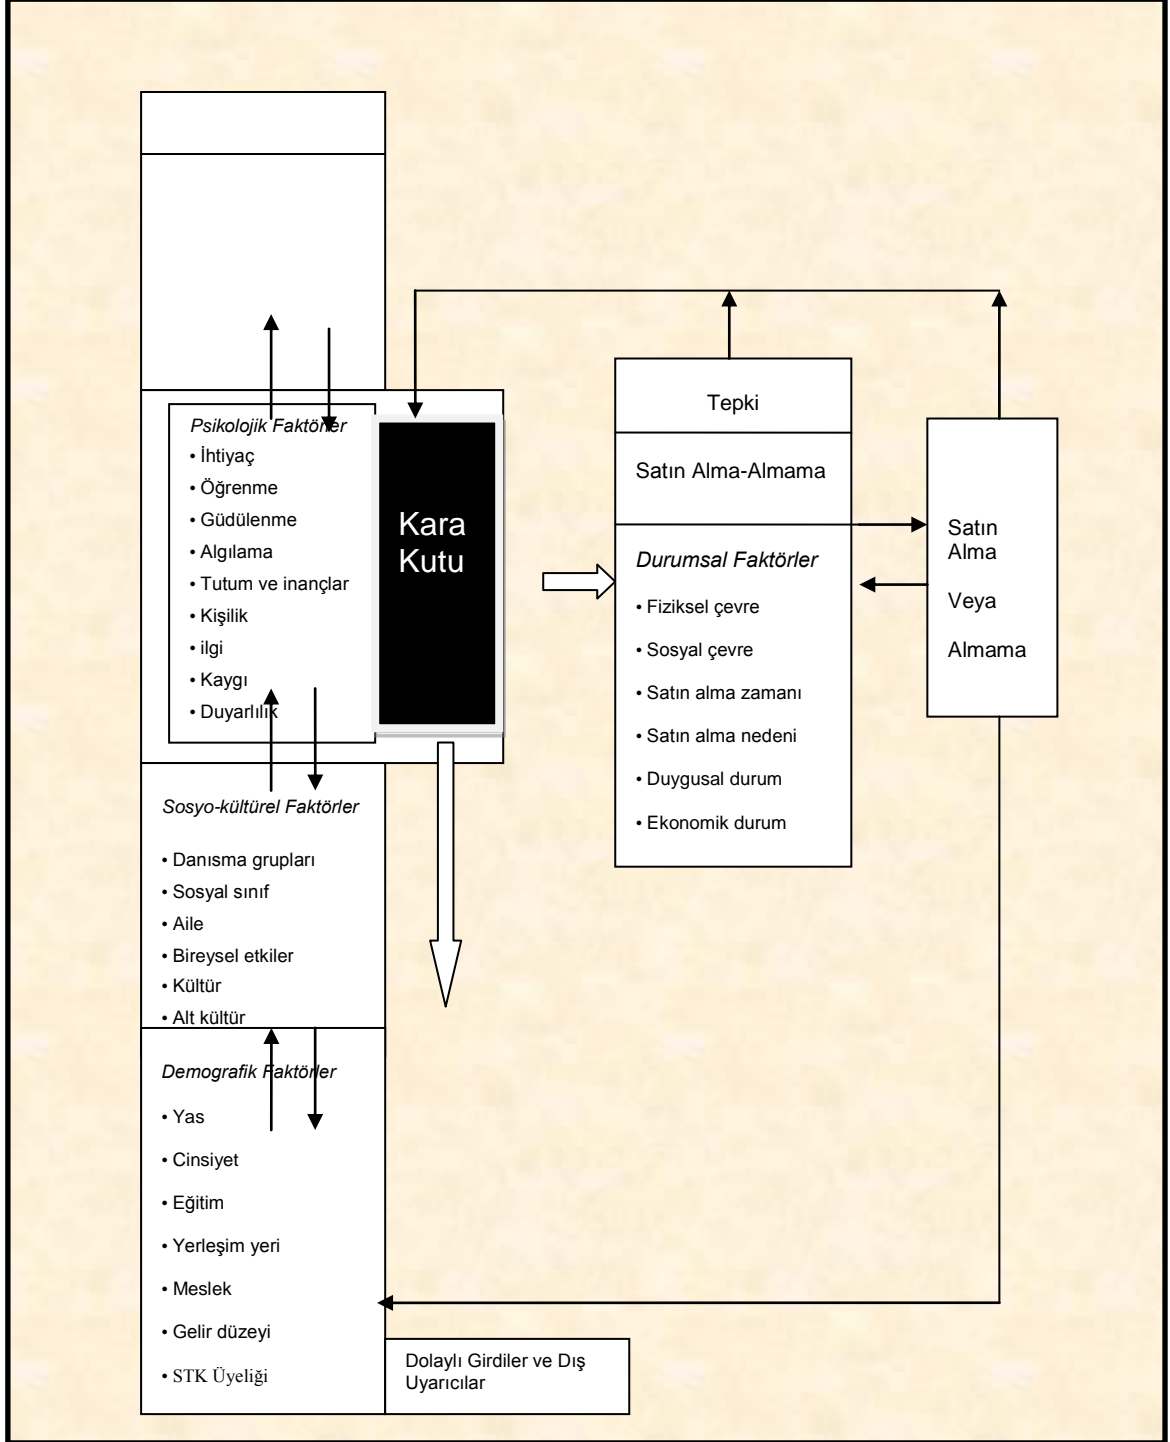 Psikolojik Faktörler
• İhtiyaç
• Öğrenme
• Güdülenme
• Algılama
• Tutum ve inançlar
• Kişilik
• ilgi
• Kaygı
• Duyarlılık
Kara
Kutu
Sosyo-kültürel Faktörler
• Danısma grupları
• Sosyal sınıf
• Aile
• Bireysel etkiler
• Kültür
• Alt kültür
Demografik Faktörler
• Yas
• Cinsiyet
• Eğitim
• Yerleşim yeri
• Meslek
• Gelir düzeyi
• STK Üyeliği
Dolaylı Girdiler ve Dış
Uyarıcılar
Tepki
Satın Alma-Almama
Durumsal Faktörler
• Fiziksel çevre
• Sosyal çevre
• Satın alma zamanı
• Satın alma nedeni
• Duygusal durum
• Ekonomik durum
Satın
Alma
Veya
Almama